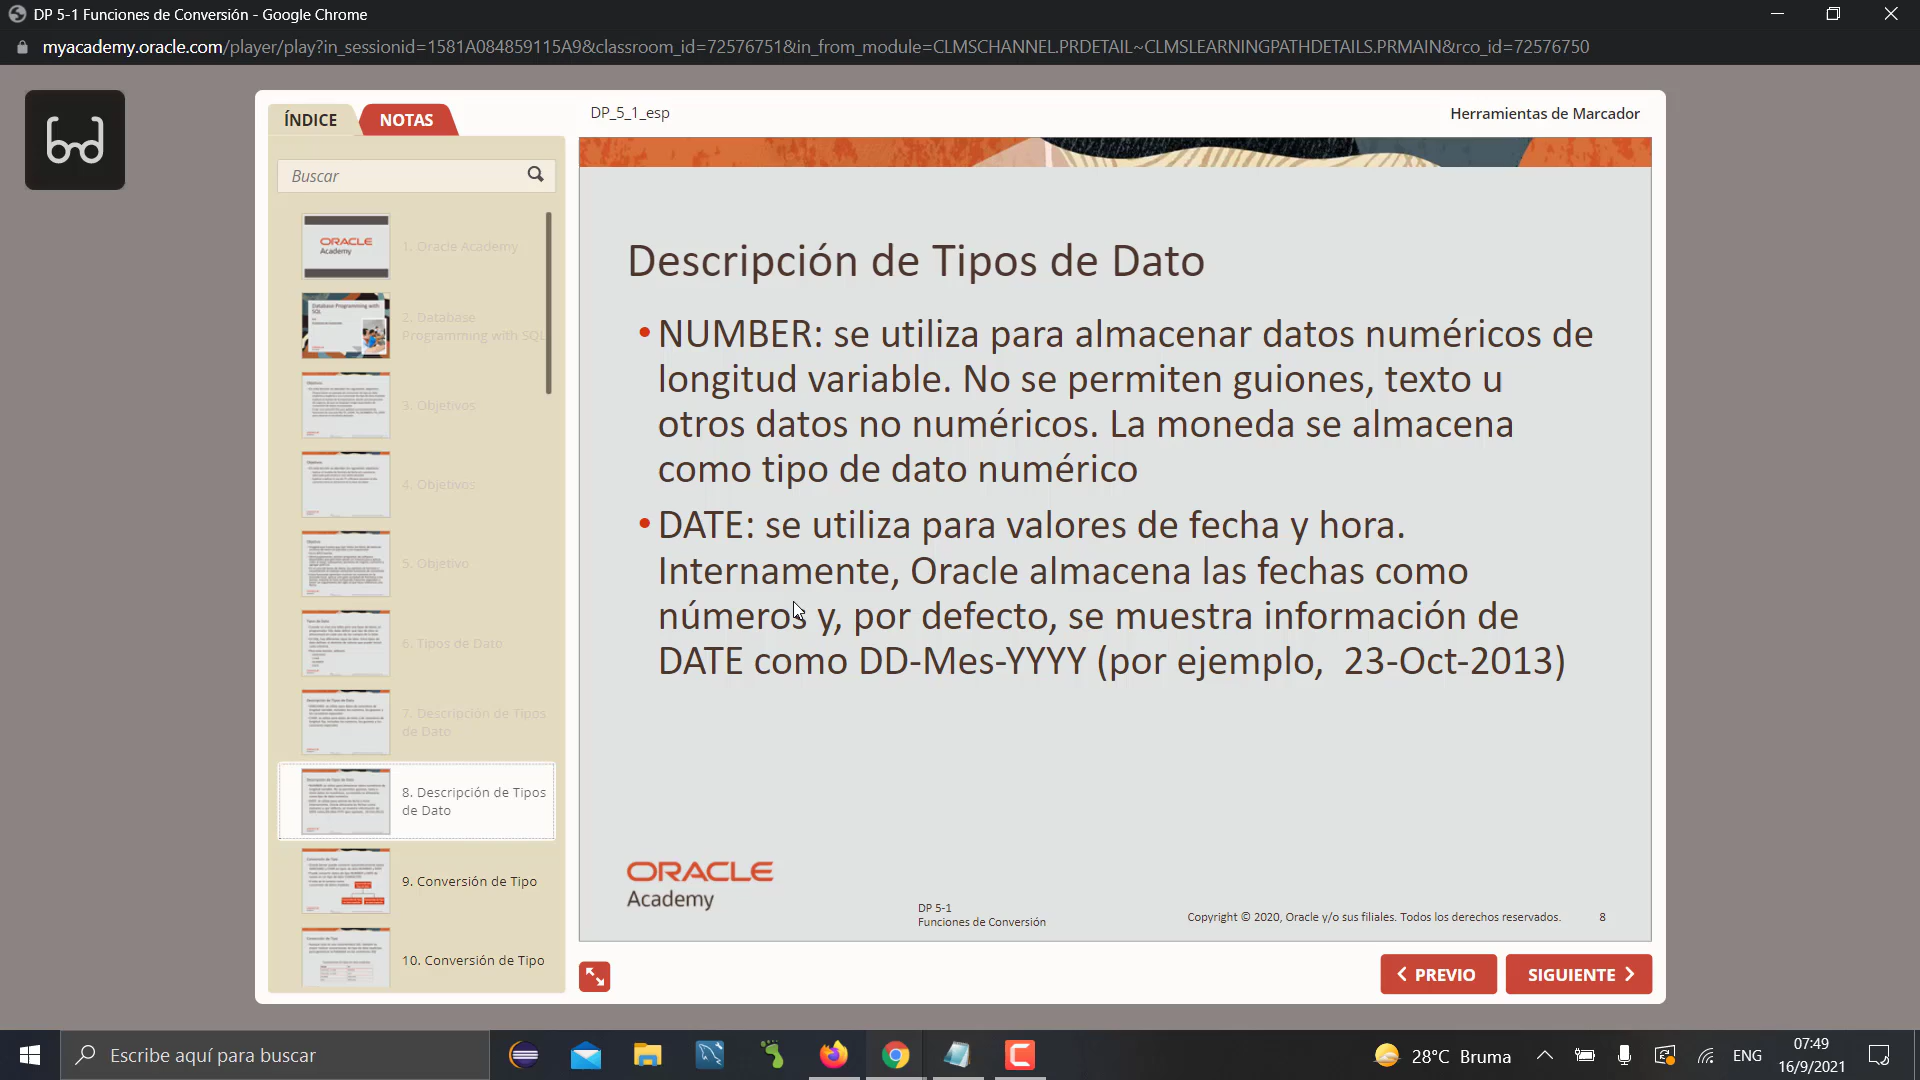 DP 5-1 Funciones de Conversión - Google Chrome
myacademy.oracle.com/player/play?in_sessionid=1581A084859115A9&classroom_id=72576751&in_from_module=CLMSCHANNEL.PRDETAIL~CLMSLEARNINGPATHDETAILS.PRMAIN&rco_id=72576750
ÍNDICE
NOTAS
DP_5_1_esp
Herramientas de Marcador
Buscar
ORACLE
Academy
1. Oracle Academy
Database Programming with
SQL
2. Database
Programming with SQL
3. Objetivos
4. Objetivos
5. Objetivo
6. Tipos de Dato
7. Descripción de Tipos
de Dato
8. Descripción de Tipos
de Dato
9. Conversión de Tipo
10. Conversión de Tipo
Descripción de Tipos de Dato
•NUMBER: se utiliza para almacenar datos numéricos de
longitud variable. No se permiten guiones, texto u
otros datos no numéricos. La moneda se almacena
como tipo de dato numérico
•DATE: se utiliza para valores de fecha y hora.
Internamente, Oracle almacena las fechas como
números y, por defecto, se muestra información de
DATE como DD-Mes-YYYY (por ejemplo, 23-Oct-2013)
ORACLE
Academy
DP 5-1
Funciones de Conversión
Copyright © 2020, Oracle y/o sus filiales. Todos los derechos reservados.
8
PREVIO
SIGUIENTE
Escribe aquí para buscar
28°C Bruma
ENG
07:49
16/9/2021